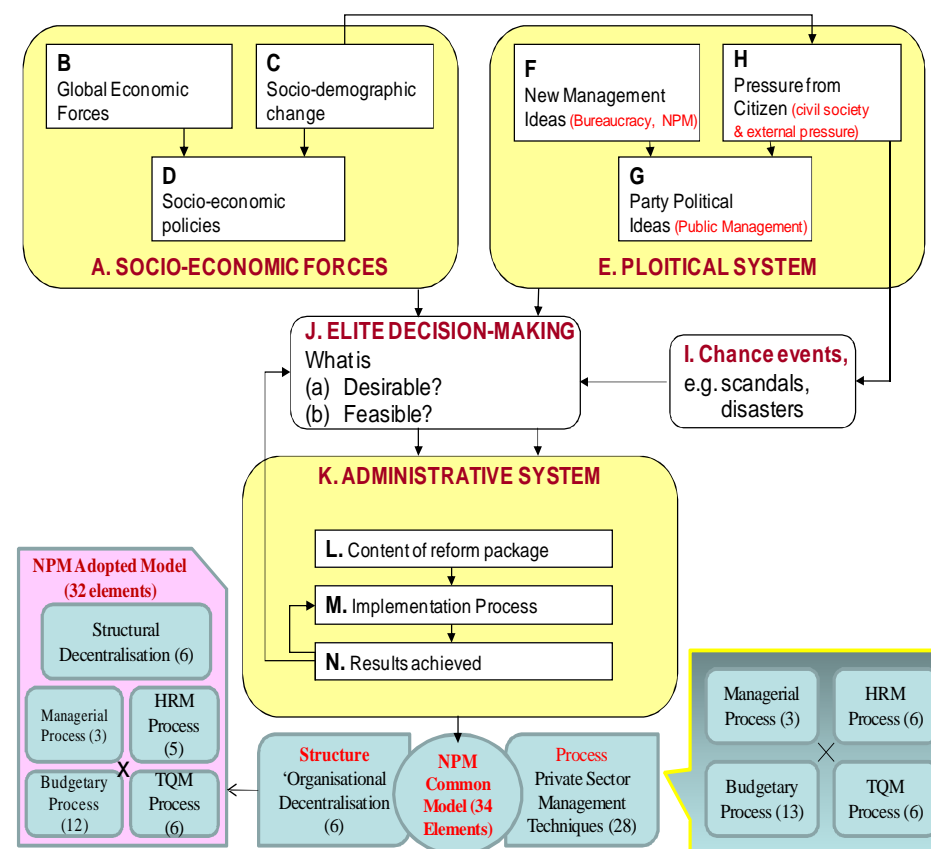 B
Global Economic
Forces
C
Socio-demographic
change
D
Socio-economic
policies
A. SOCIO-ECONOMIC FORCES
F
New Management
Ideas (Bureaucracy, NPM)
H
Pressure from
Citizen (civil society
& external pressure)
G
Party Political
Ideas (Public Management)
E. PLOITICAL SYSTEM
J. ELITE DECISION-MAKING
What is
(a) Desirable?
(b) Feasible?
I. Chance events,
e.g. scandals,
disasters
K. ADMINISTRATIVE SYSTEM
L. Content of reform package
M. Implementation Process
N. Results achieved
NPM Adopted Model
(32 elements)
Structural
Decentralisation (6)
Managerial
Process (3)
HRM
Process
(5)
X
Budgetary
Process
(12)
TQM
Process
(6)
Structure
‘Organisational
Decentralisation
(6)
NPM
Common
Model (34
Elements)
Process
Private Sector
Management
Techniques (28)
Managerial
Process (3)
HRM
Process (6)
Budgetary
Process (13)
TQM
Process (6)